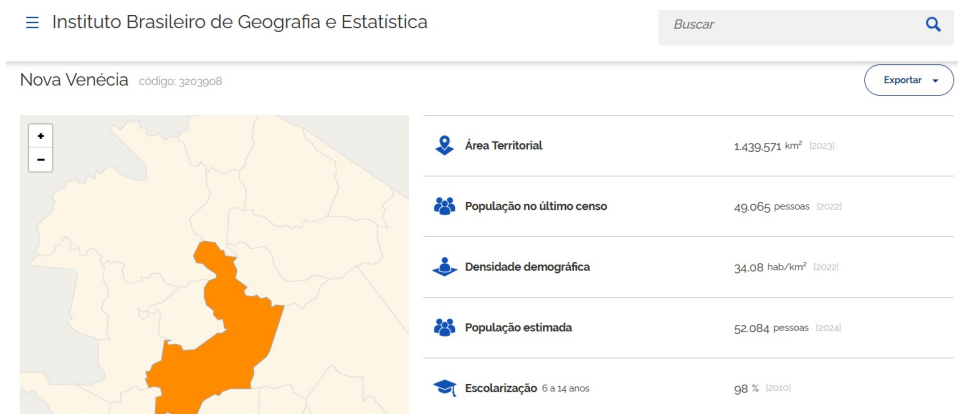 Instituto Brasileiro de Geografia e Estatística
Buscar
Nova Venécia código: 3203908
Exportar
+
−
Área Territorial 1.439,571 km² [2023]
População no último censo 49.065 pessoas [2022]
Densidade demográfica 34,08 hab/km² [2022]
População estimada 52.084 pessoas [2024]
Escolarização 6 a 14 anos 98 % [2010]